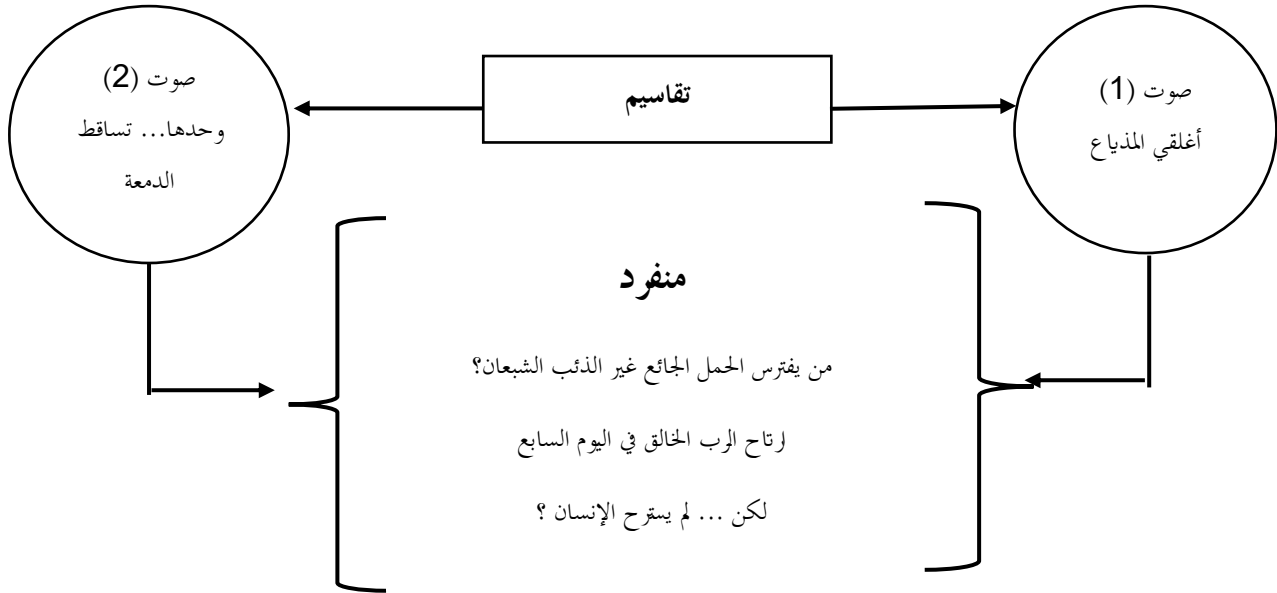 تقاسيم
صوت (1)
أغلقي المذياع
صوت (2)
وحدها... تساقط
الدمعة
منفرد
من يفترس الحمل الجائع غير الذئب الشبعان؟
ارتاح الرب الخالق في اليوم السابع
لكن ... لم يسترح الإنسان ؟